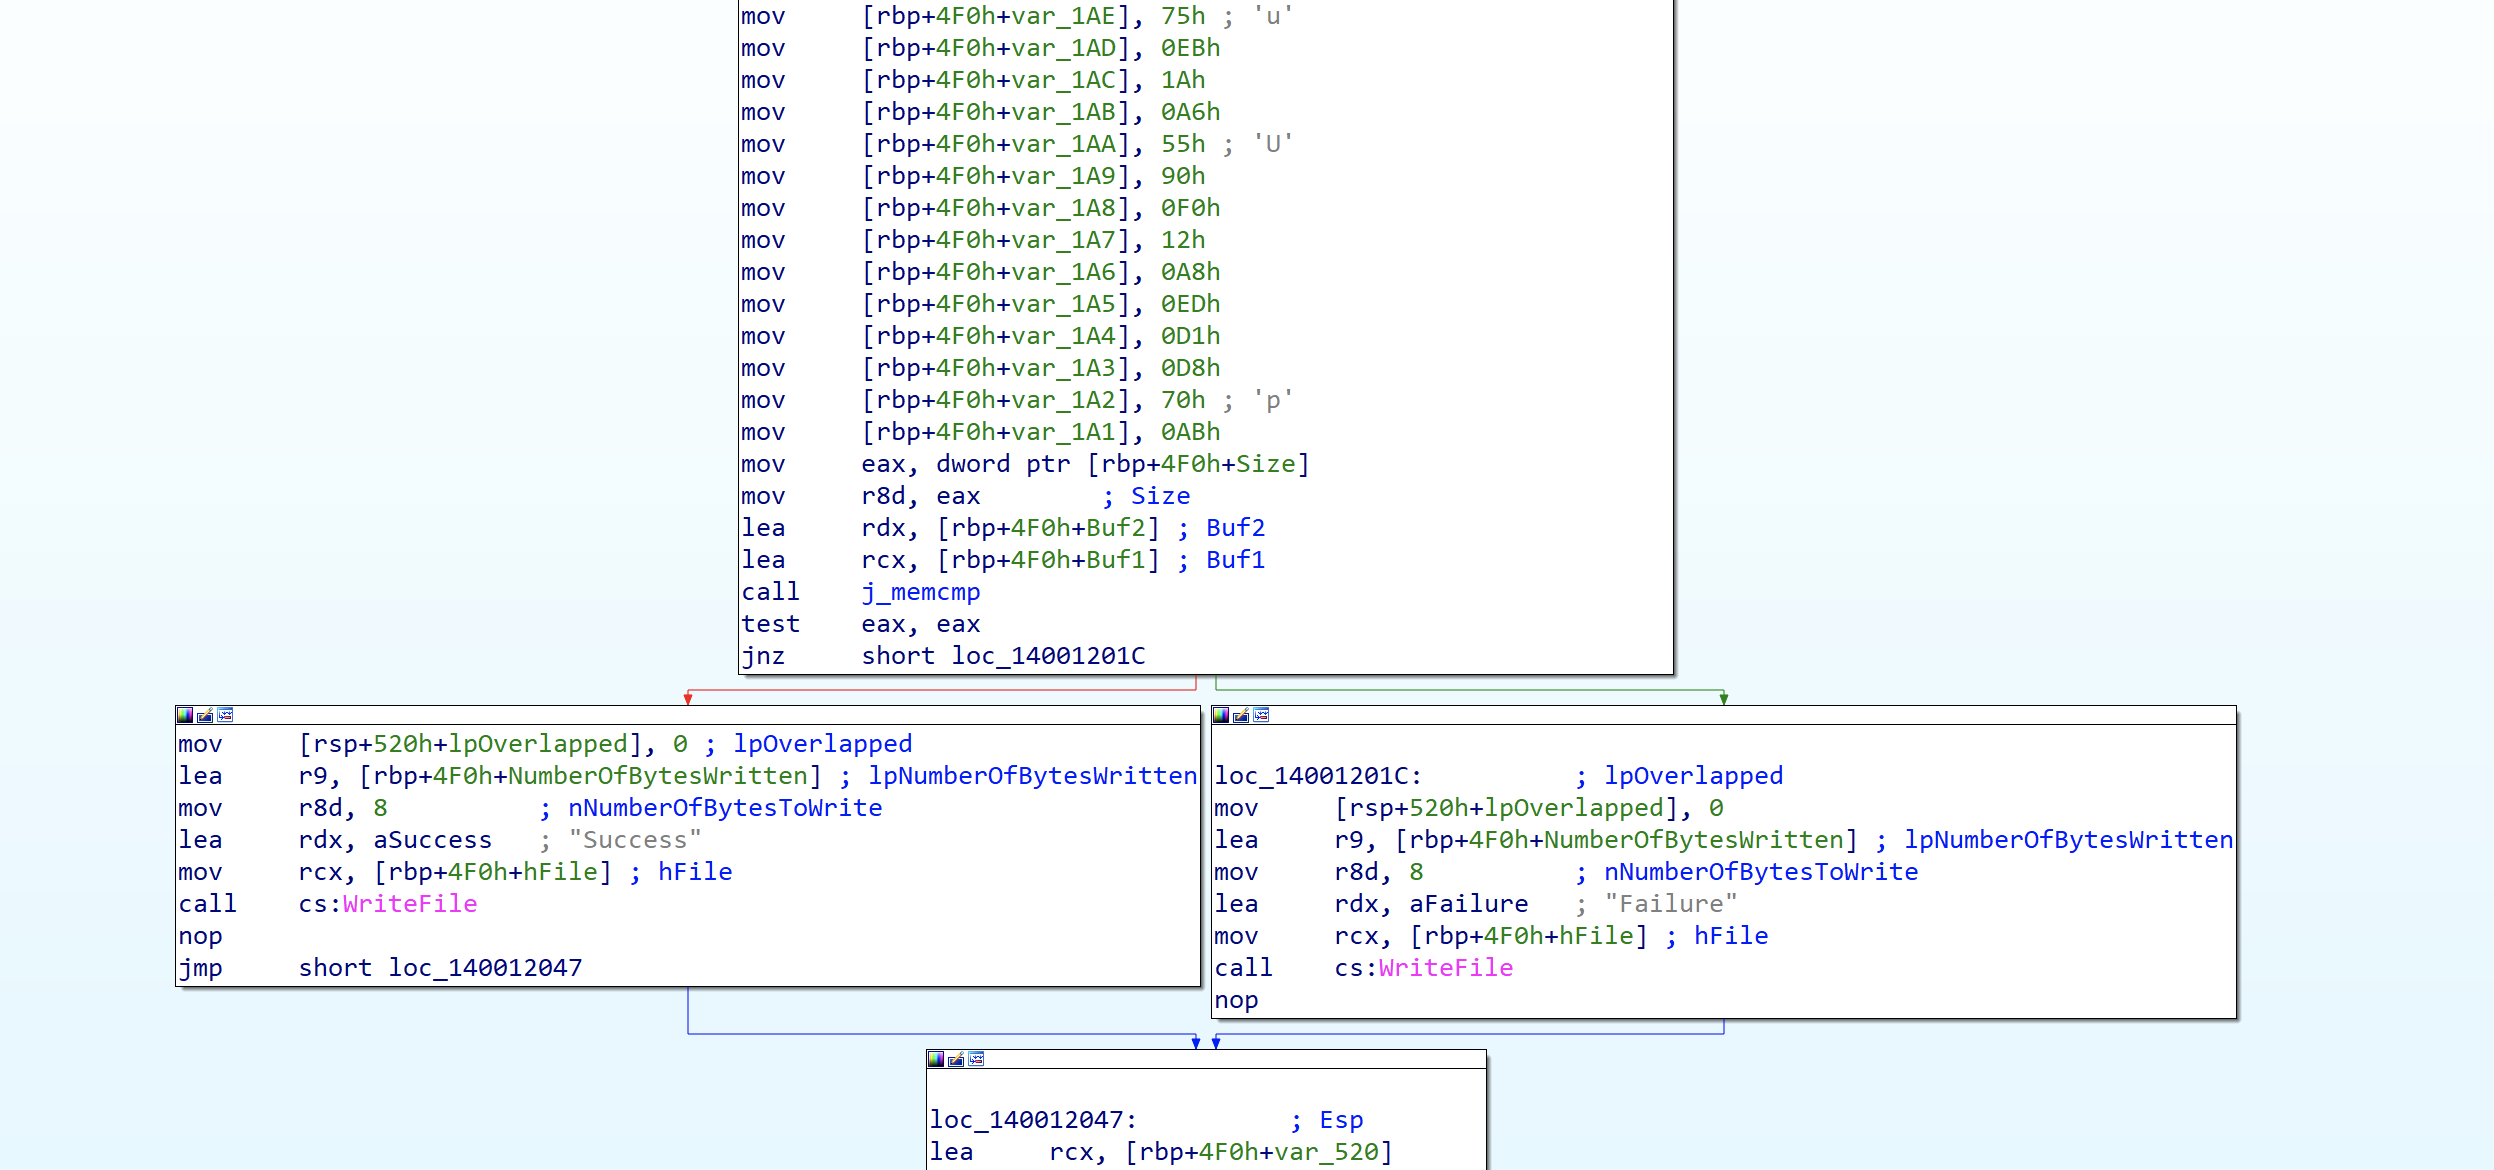 mov     [rbp+4F0h+var_1AE], 75h ; 'u'
mov     [rbp+4F0h+var_1AD], 0EBh
mov     [rbp+4F0h+var_1AC], 1Ah
mov     [rbp+4F0h+var_1AB], 0A6h
mov     [rbp+4F0h+var_1AA], 55h ; 'U'
mov     [rbp+4F0h+var_1A9], 90h
mov     [rbp+4F0h+var_1A8], 0F0h
mov     [rbp+4F0h+var_1A7], 12h
mov     [rbp+4F0h+var_1A6], 0A8h
mov     [rbp+4F0h+var_1A5], 0EDh
mov     [rbp+4F0h+var_1A4], 0D1h
mov     [rbp+4F0h+var_1A3], 0D8h
mov     [rbp+4F0h+var_1A2], 70h ; 'p'
mov     [rbp+4F0h+var_1A1], 0ABh
mov     eax, dword ptr [rbp+4F0h+Size]
mov     r8d, eax        ; Size
lea     rdx, [rbp+4F0h+Buf2] ; Buf2
lea     rcx, [rbp+4F0h+Buf1] ; Buf1
call    j_memcmp
test    eax, eax
jnz     short loc_14001201C
mov     [rsp+520h+lpOverlapped], 0 ; lpOverlapped
lea     r9, [rbp+4F0h+NumberOfBytesWritten] ; lpNumberOfBytesWritten
mov     r8d, 8          ; nNumberOfBytesToWrite
lea     rdx, aSuccess   ; "Success"
mov     rcx, [rbp+4F0h+hFile] ; hFile
call    cs:WriteFile
nop
jmp     short loc_140012047
loc_14001201C:          ; lpOverlapped
mov     [rsp+520h+lpOverlapped], 0
lea     r9, [rbp+4F0h+NumberOfBytesWritten] ; lpNumberOfBytesWritten
mov     r8d, 8          ; nNumberOfBytesToWrite
lea     rdx, aFailure   ; "Failure"
mov     rcx, [rbp+4F0h+hFile] ; hFile
call    cs:WriteFile
nop
loc_140012047:          ; Esp
lea     rcx, [rbp+4F0h+var_520]